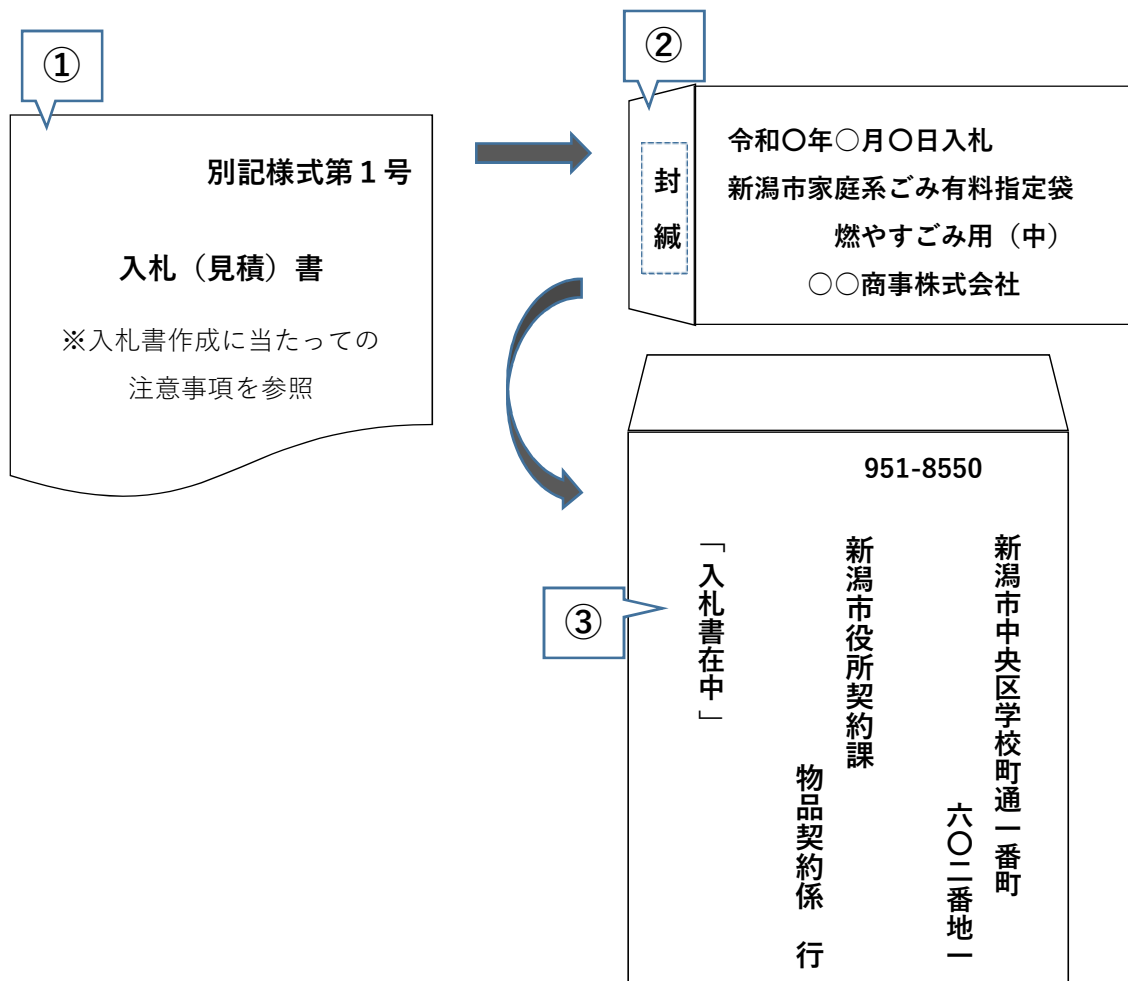 ①
別記様式第１号
入札（見積）書
※入札書作成に当たっての
注意事項を参照
②
封緘
令和〇年○月〇日入札
新潟市家庭系ごみ有料指定袋
燃やすごみ用（中）
○○商事株式会社
③
951-8550
新潟市中央区学校町通一番町
六〇二番地一
新潟市役所契約課
物品契約係　行
「入札書在中」